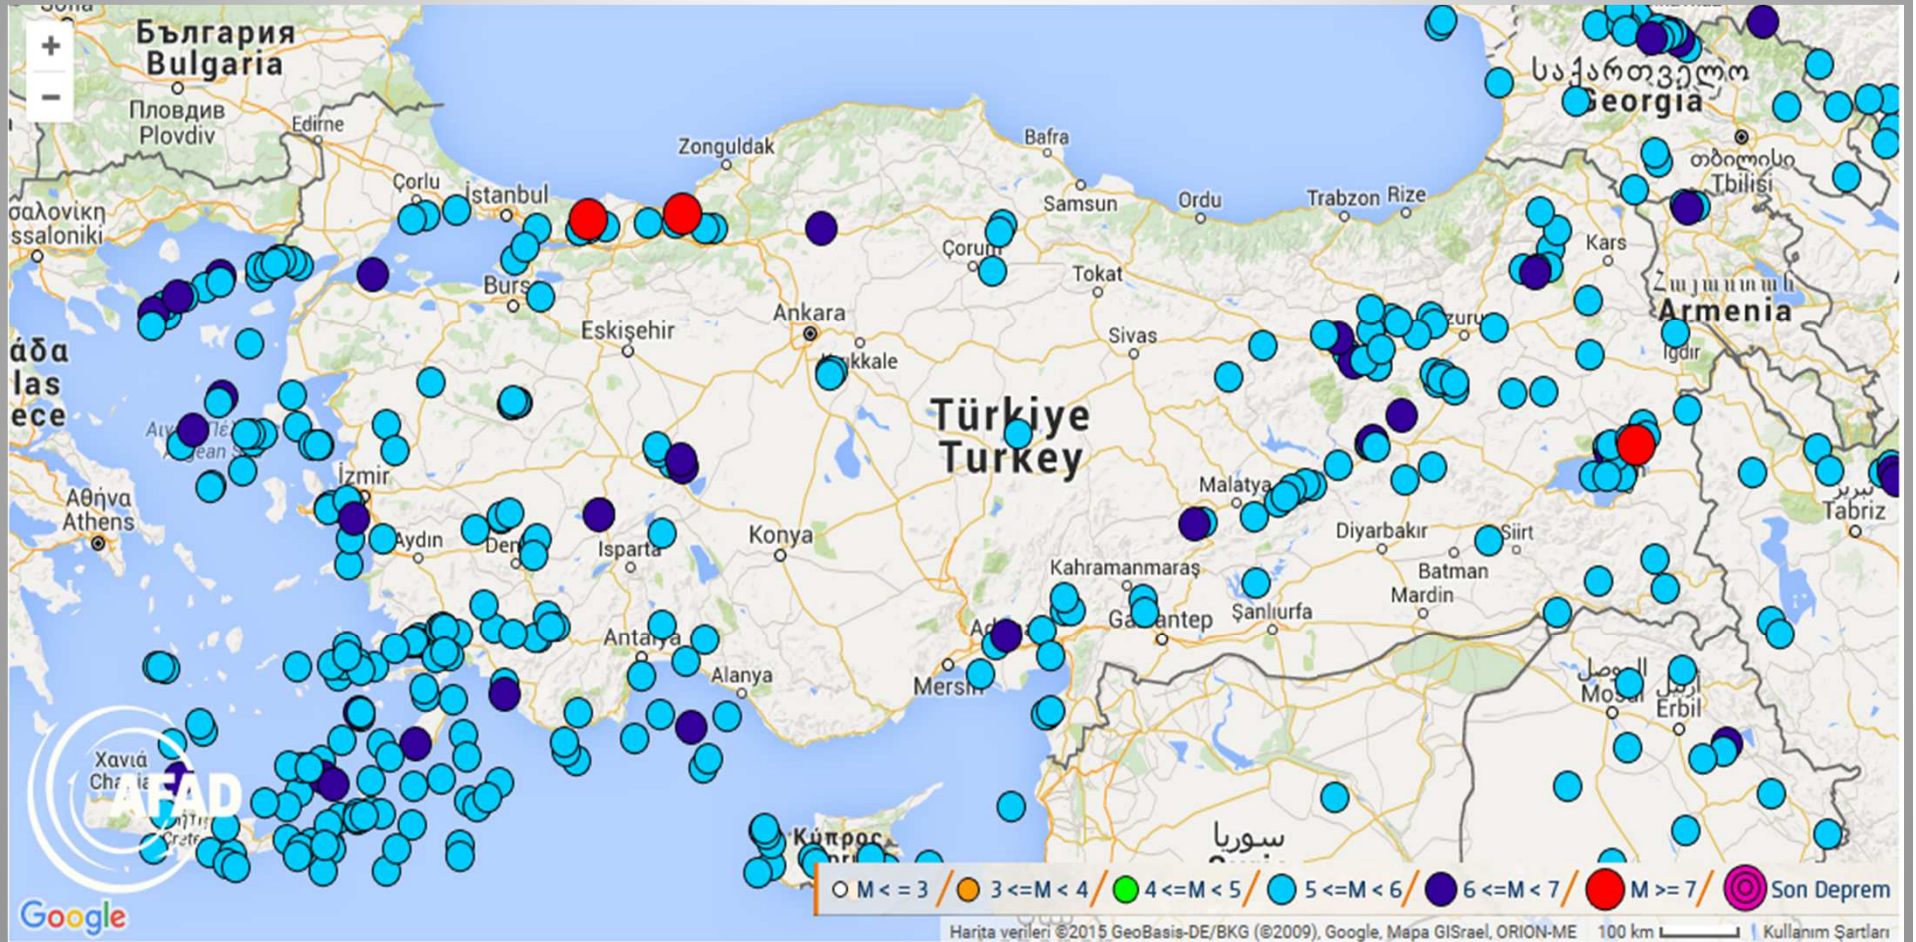 +
−
България
Bulgaria
Пловдив
Plovdiv
Edirne
Çorlu
İstanbul
Zonguldak
Bafra
Samsun
Ordu
Trabzon
Rize
საქართველო
Georgia
თბილისი
Tbilisi
Kars
Armenia
Iğdır
Çorum
Tokat
Sivas
Ankara
Eskişehir
Türkiye
Turkey
İzmir
Αθήνα
Athens
Aydın
Isparta
Konya
Malatya
Diyarbakır
Siirt
Batman
Mardin
Kahramanmaraş
Şanlıurfa
Antalya
Alanya
Mersin
تبریز
Tabriz
الموصل
Mosul
أربيل
Erbil
Χανιά
AFAD
Κύπρος
سوريا
Google
M < = 3
3 <=M < 4
4 <=M < 5
5 <=M < 6
6 <=M < 7
M >= 7
Son Deprem
Harita verileri ©2015 GeoBasis-DE/BKG (©2009), Google, Mapa GISrael, ORION-ME
100 km
Kullanım Şartları